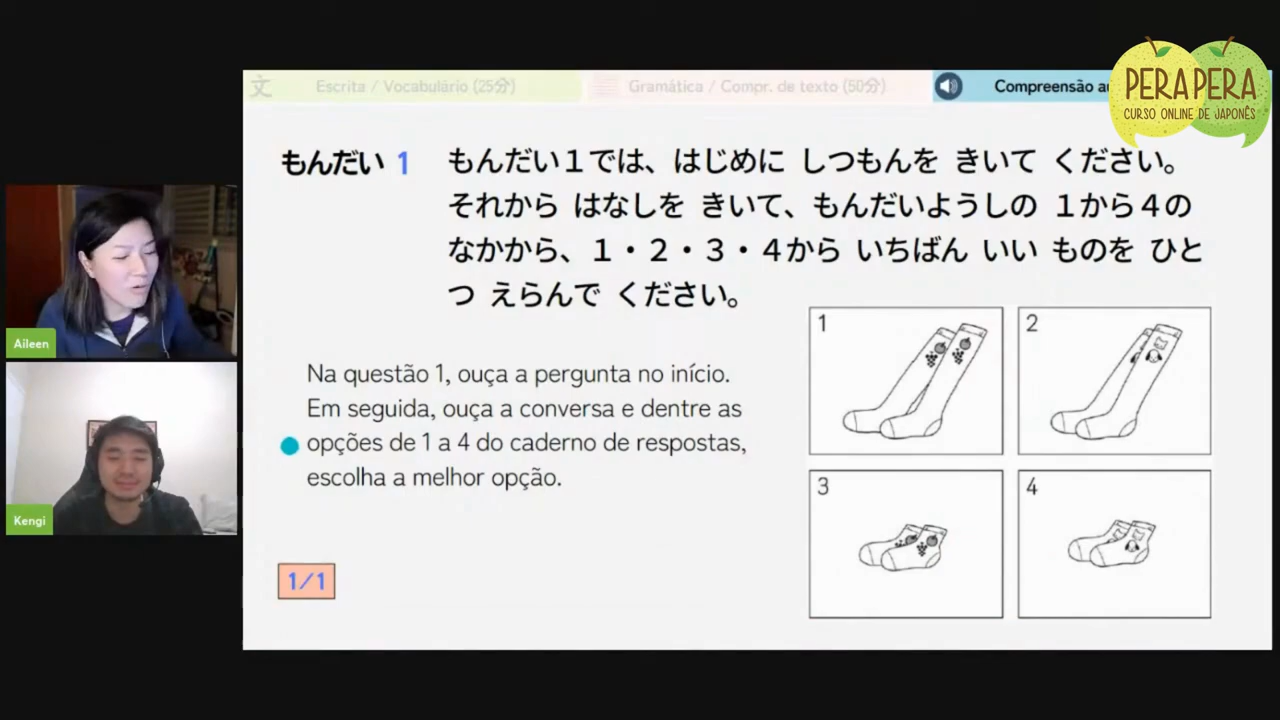 PERAPERA
CURSO ONLINE DE JAPONÊS
文 Escrita / Vocabulário (25分)
Gramática / Compr. de texto (50分)
Compreensão
もんだい 1
もんだい１では、はじめに しつもんを きいて ください。
それから はなしを きいて、もんだいようしの １から４の
なかから、１・２・３・４から いちばん いい ものを ひと
つ えらんで ください。
Na questão 1, ouça a pergunta no início.
Em seguida, ouça a conversa e dentre as
opções de 1 a 4 do caderno de respostas,
escolha a melhor opção.
1/1
1
2
3
4
Aileen
Kengi